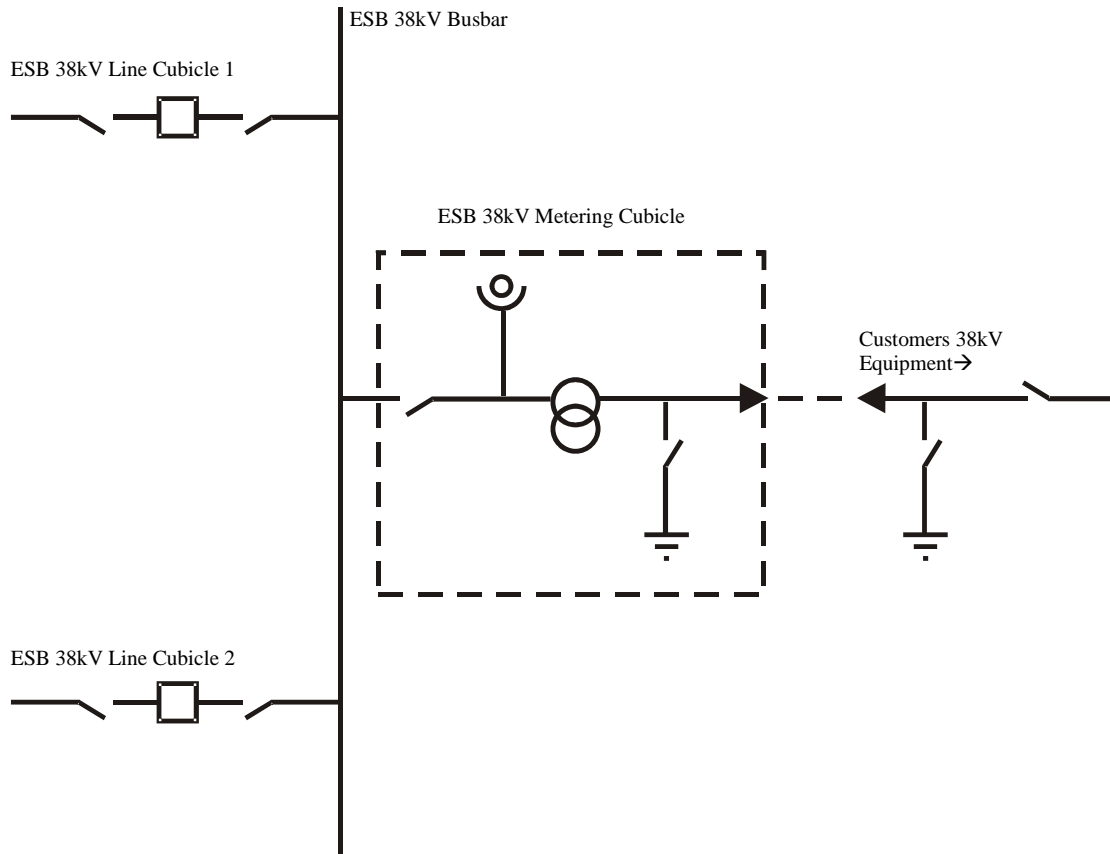 ESB 38kV Busbar
ESB 38kV Line Cubicle 1
ESB 38kV Metering Cubicle
Customers 38kV
Equipment→
ESB 38kV Line Cubicle 2